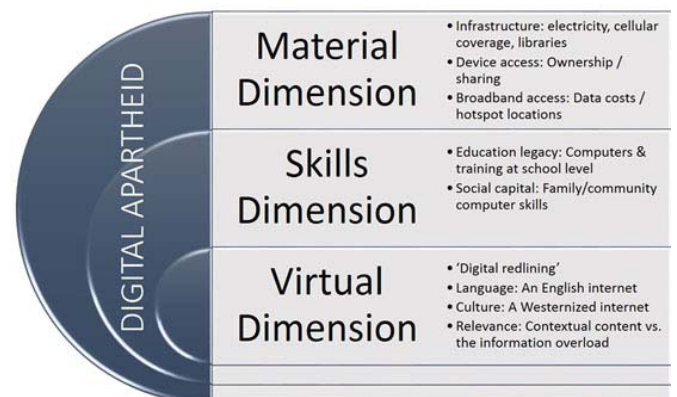 DIGITAL APARTHEID
Material
Dimension
• Infrastructure: electricity, cellular
coverage, libraries
• Device access: Ownership /
sharing
• Broadband access: Data costs /
hotspot locations
Skills
Dimension
• Education legacy: Computers &
training at school level
• Social capital: Family/community
computer skills
Virtual
Dimension
• ‘Digital redlining’
• Language: An English internet
• Culture: A Westernized internet
• Relevance: Contextual content vs.
the information overload